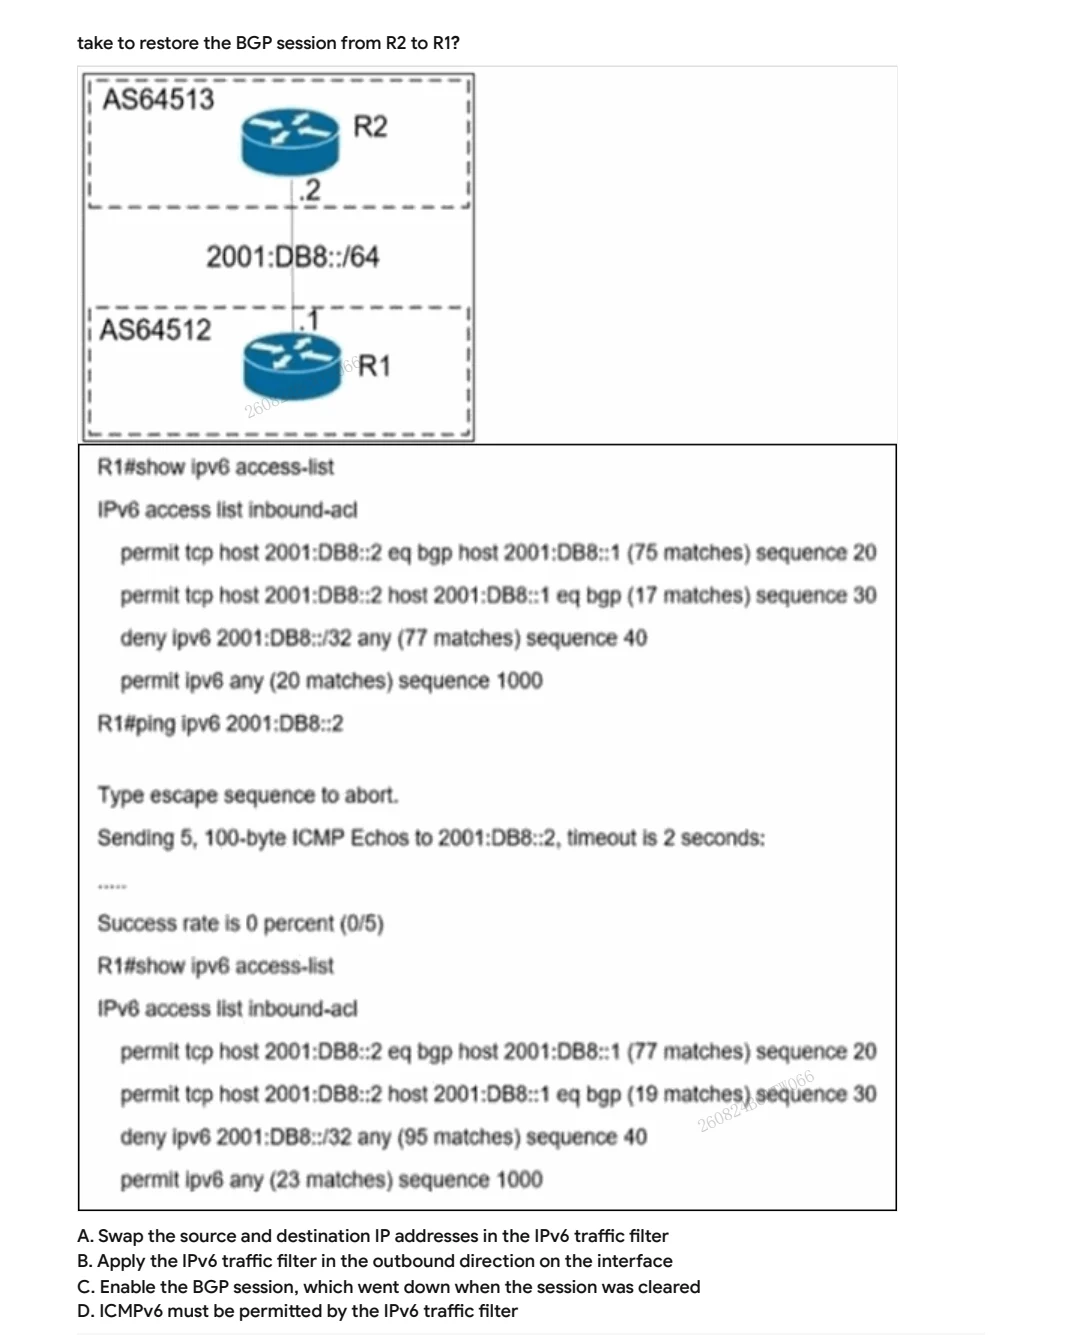 take to restore the BGP session from R2 to R1?
AS64513
R2
.2
2001:DB8::/64
.1
AS64512
R1
R1#show ipv6 access-list
IPv6 access list inbound-acl
permit tcp host 2001:DB8::2 eq bgp host 2001:DB8::1 (75 matches) sequence 20
permit tcp host 2001:DB8::2 host 2001:DB8::1 eq bgp (17 matches) sequence 30
deny ipv6 2001:DB8::/32 any (77 matches) sequence 40
permit ipv6 any (20 matches) sequence 1000
R1#ping ipv6 2001:DB8::2
Type escape sequence to abort.
Sending 5, 100-byte ICMP Echos to 2001:DB8::2, timeout is 2 seconds:
.....
Success rate is 0 percent (0/5)
R1#show ipv6 access-list
IPv6 access list inbound-acl
permit tcp host 2001:DB8::2 eq bgp host 2001:DB8::1 (77 matches) sequence 20
permit tcp host 2001:DB8::2 host 2001:DB8::1 eq bgp (19 matches) sequence 30
deny ipv6 2001:DB8::/32 any (95 matches) sequence 40
permit ipv6 any (23 matches) sequence 1000
A. Swap the source and destination IP addresses in the IPv6 traffic filter
B. Apply the IPv6 traffic filter in the outbound direction on the interface
C. Enable the BGP session, which went down when the session was cleared
D. ICMPv6 must be permitted by the IPv6 traffic filter